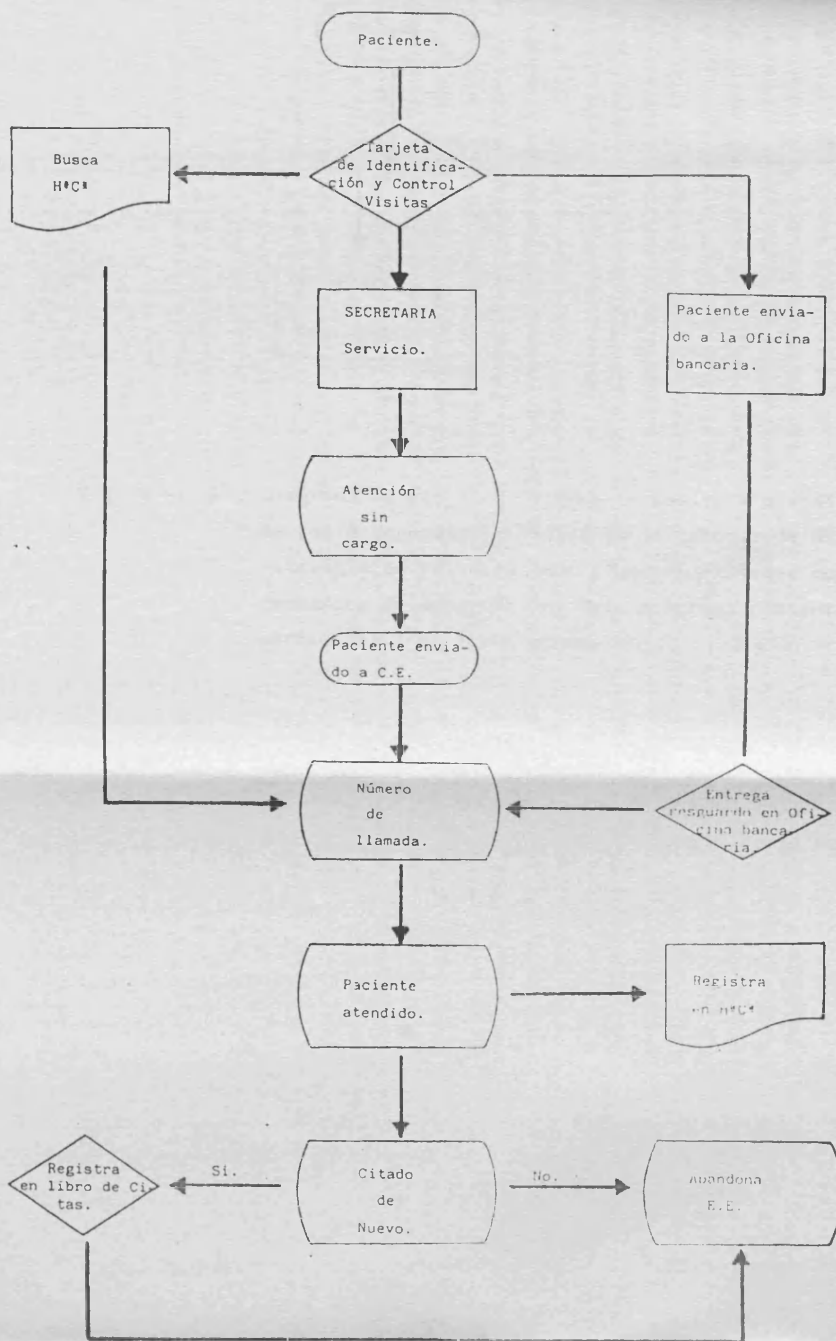 Paciente.
Tarjeta
de Identifica-
ción y Control
Visitas
Busca
HªCª
SECRETARIA
Servicio.
Paciente envia-
do a la Oficina
bancaria.
Atención
sin
cargo.
Paciente envia-
do a C.E.
Número
de
llamada.
Entrega
resguardo en Ofi-
cina banca-
ria.
Paciente
atendido.
Registra
en HªCª
Registra
en libro de Ci-
tas.
Si.
Citado
de
Nuevo.
No.
Abandona
E.E.